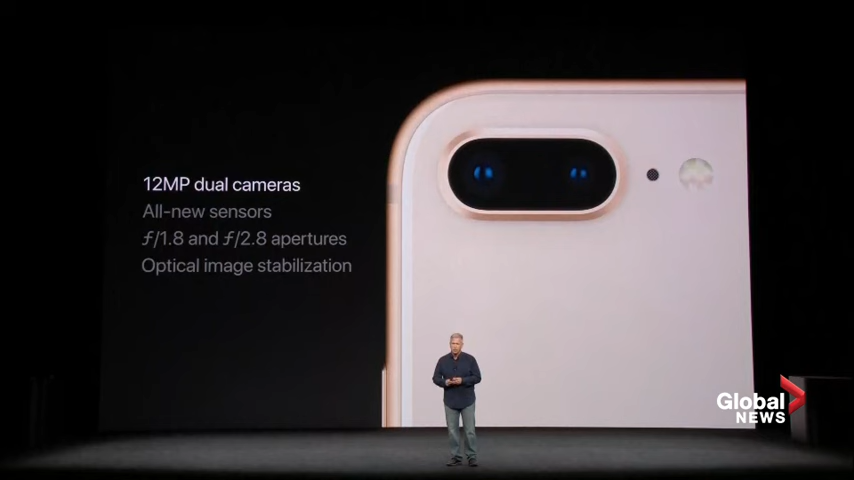 12MP dual cameras
All-new sensors
ƒ/1.8 and ƒ/2.8 apertures
Optical image stabilization
Global
NEWS